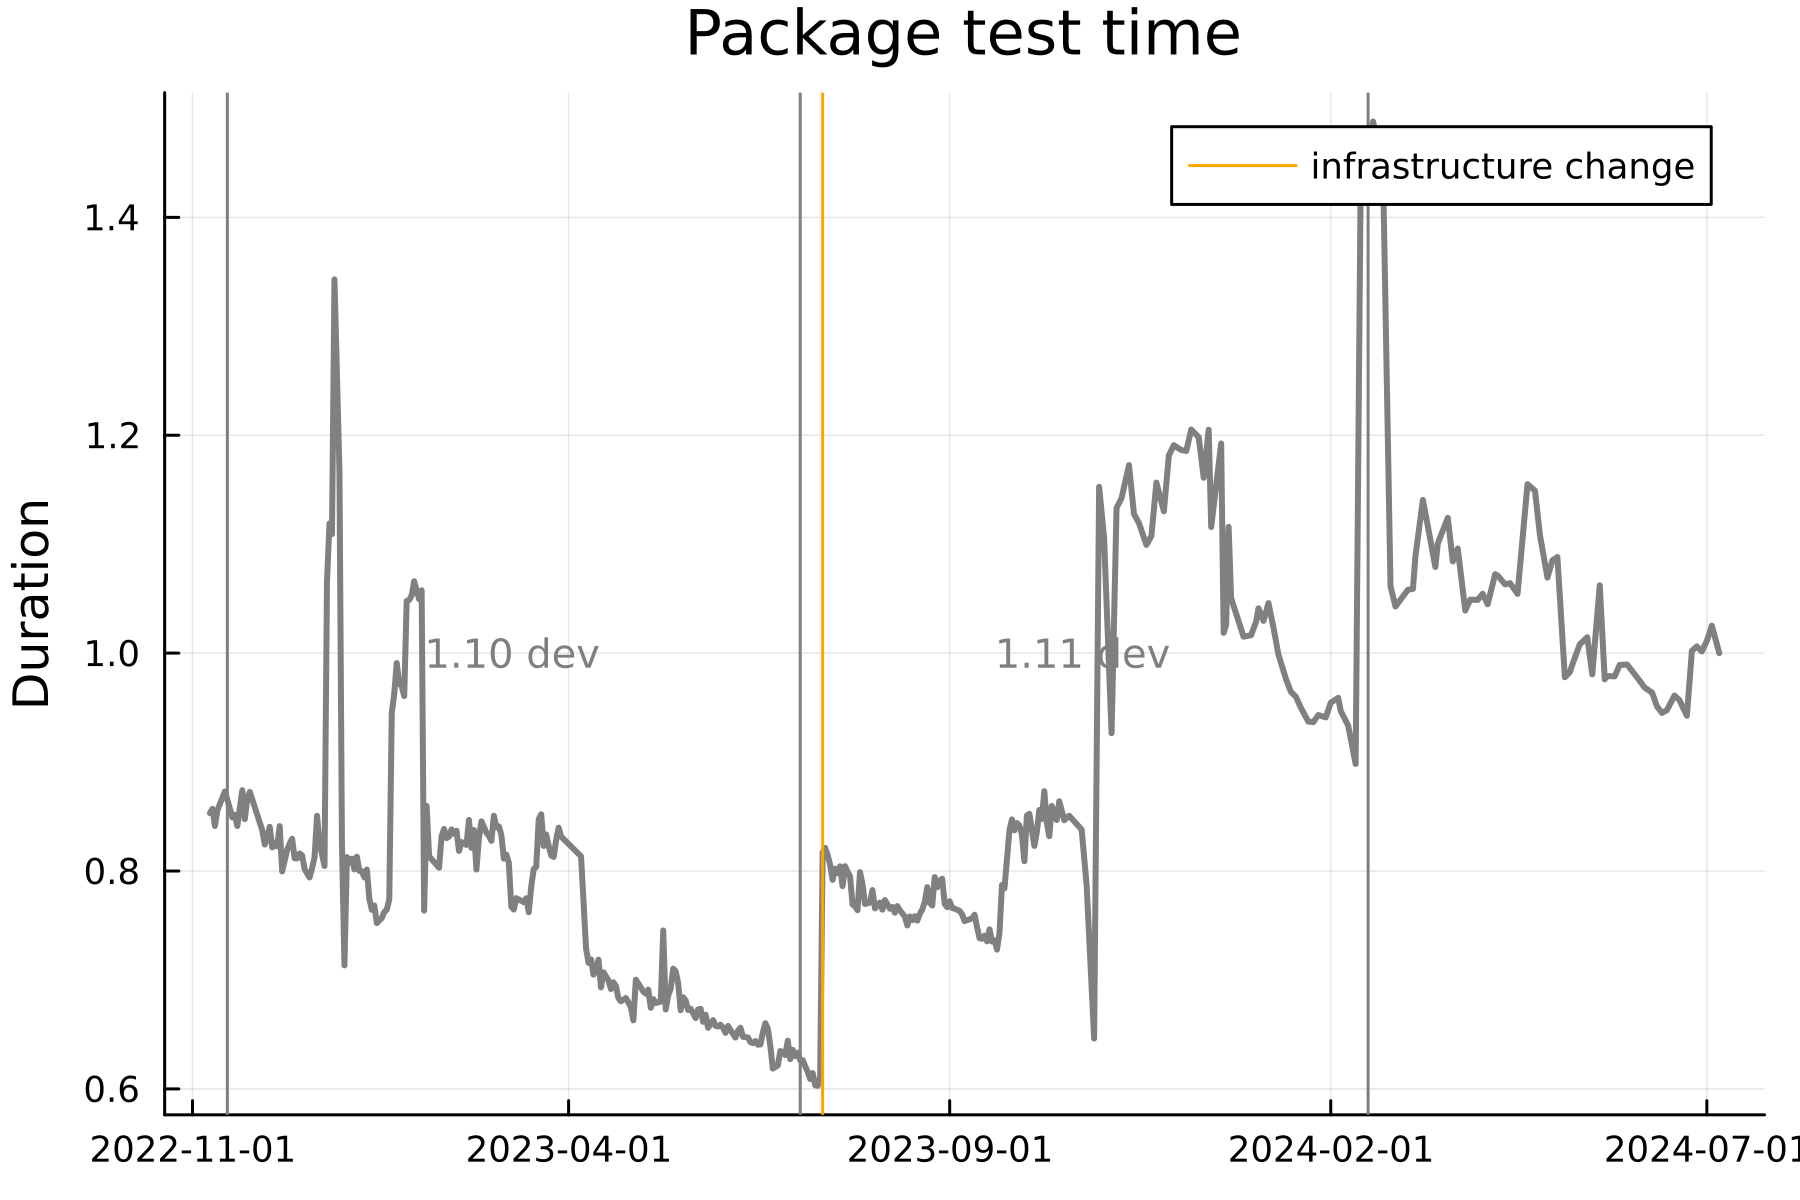 Package test time
infrastructure change
Duration
1.4
1.2
1.0
0.8
0.6
1.10 dev
1.11 dev
2022-11-01
2023-04-01
2023-09-01
2024-02-01
2024-07-01